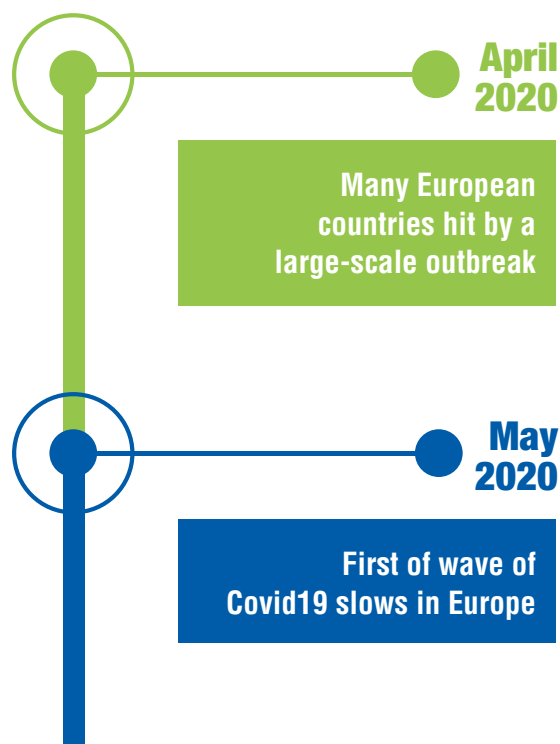 April
2020
Many European
countries hit by a
large-scale outbreak
May
2020
First of wave of
Covid19 slows in Europe